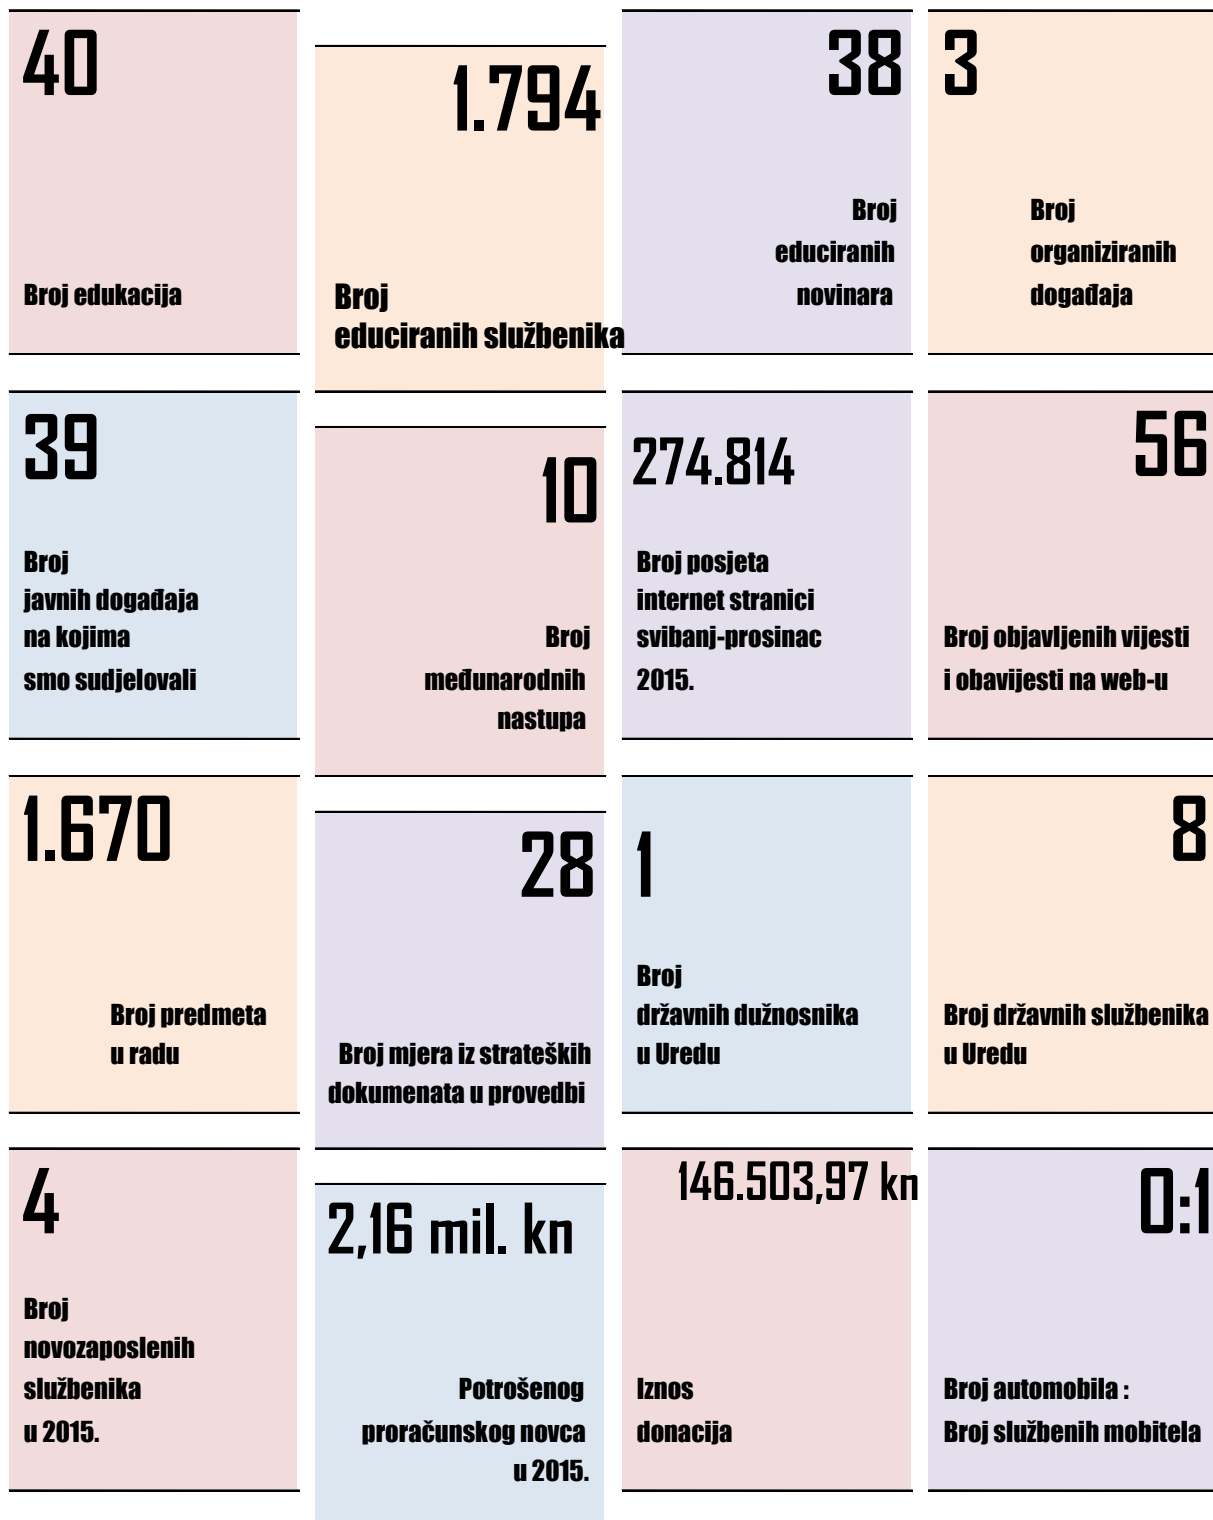 40
Broj edukacija
1.794
Broj
educiranih službenika
38
Broj
educiranih
novinara
3
Broj
organiziranih
događaja
39
Broj
javnih događaja
na kojima
smo sudjelovali
10
Broj
međunarodnih
nastupa
274.814
Broj posjeta
internet stranici
svibanj-prosinac
2015.
56
Broj objavljenih vijesti
i obavijesti na web-u
1.670
Broj predmeta
u radu
28
Broj mjera iz strateških
dokumenata u provedbi
1
Broj
državnih dužnosnika
u Uredu
8
Broj državnih službenika
u Uredu
4
Broj
novozaposlenih
službenika
u 2015.
2,16 mil. kn
Potrošenog
proračunskog novca
u 2015.
146.503,97 kn
Iznos
donacija
0:1
Broj automobila :
Broj službenih mobitela